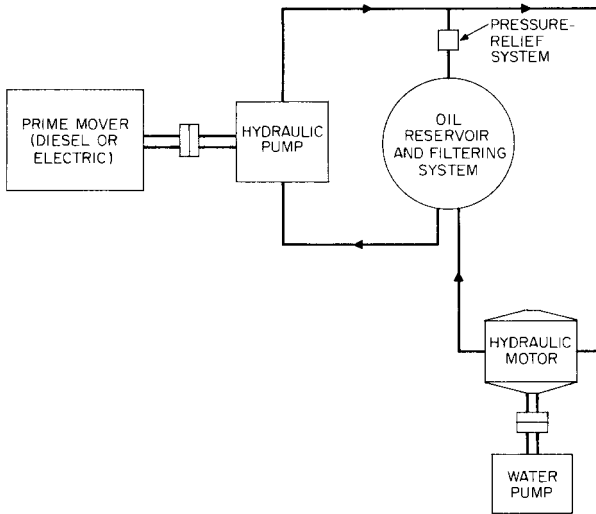 PRESSURE-
RELIEF
SYSTEM
PRIME MOVER
(DIESEL OR
ELECTRIC)
HYDRAULIC
PUMP
OIL
RESERVOIR
AND FILTERING
SYSTEM
HYDRAULIC
MOTOR
WATER
PUMP